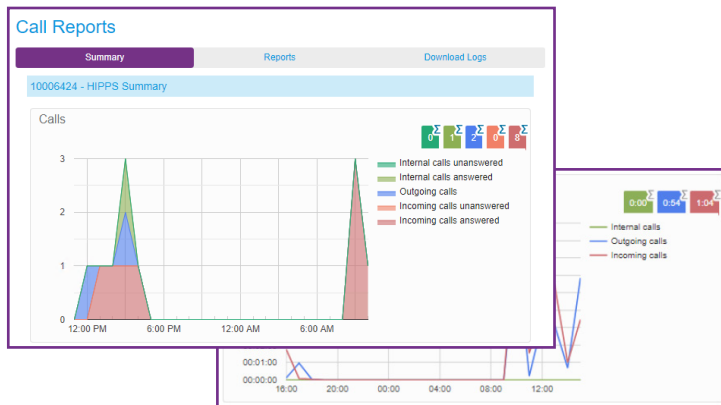 Call Reports
Summary Reports Download Logs
10006424 - HIPPS Summary
Calls
0 1 2 0 8
Σ Σ Σ Σ Σ
Internal calls unanswered
Internal calls answered
Outgoing calls
Incoming calls unanswered
Incoming calls answered
3
2
1
0
12:00 PM 6:00 PM 12:00 AM 6:00 AM
0:00 0:54 1:04
Σ Σ Σ
Internal calls
Outgoing calls
Incoming calls
00:01:00
00:00:00
16:00 20:00 00:00 04:00 08:00 12:00